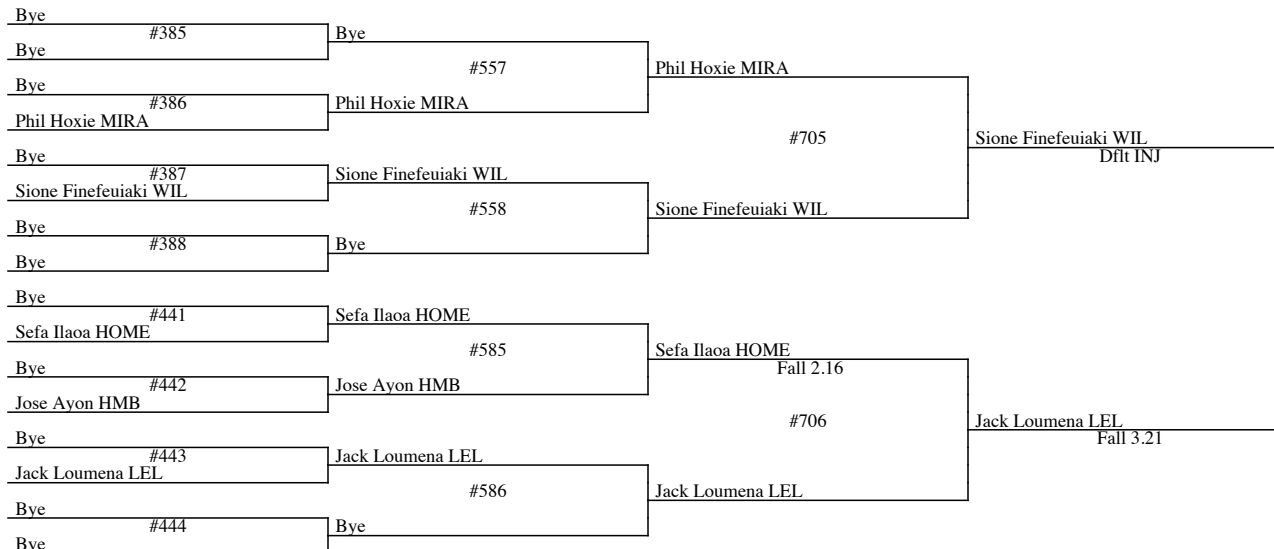 Bye
#385
Bye
Bye
#557
Bye
#386
Phil Hoxie MIRA
Phil Hoxie MIRA
Phil Hoxie MIRA
#705
Bye
#387
Sione Finefeuiaki WIL
Sione Finefeuiaki WIL
#558
Sione Finefeuiaki WIL
Bye
#388
Bye
Bye
Sione Finefeuiaki WIL
Dflt INJ
Bye
#441
Sefa Ilaoa HOME
Sefa Ilaoa HOME
#585
Sefa Ilaoa HOME
Fall 2.16
Bye
#442
Jose Ayon HMB
Jose Ayon HMB
#706
Bye
#443
Jack Loumena LEL
Jack Loumena LEL
#586
Jack Loumena LEL
Bye
#444
Bye
Bye
Jack Loumena LEL
Fall 3.21